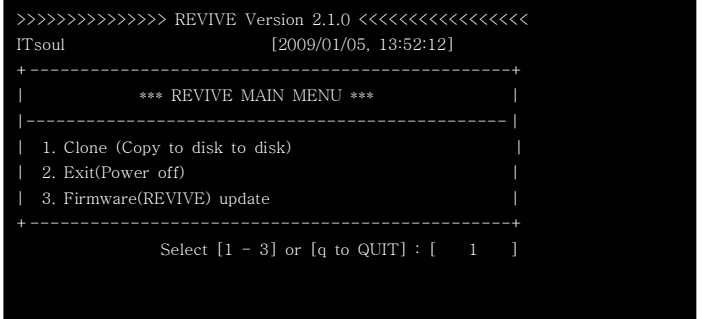 >>>>>>>>>>>>>>> REVIVE Version 2.1.0 <<<<<<<<<<<<<<<<<
ITsoul [2009/01/05, 13:52:12]
+------------------------------------------------+
| *** REVIVE MAIN MENU *** |
|------------------------------------------------|
| 1. Clone (Copy to disk to disk) |
| 2. Exit(Power off) |
| 3. Firmware(REVIVE) update |
+------------------------------------------------+
Select [1 - 3] or [q to QUIT] : [ 1 ]